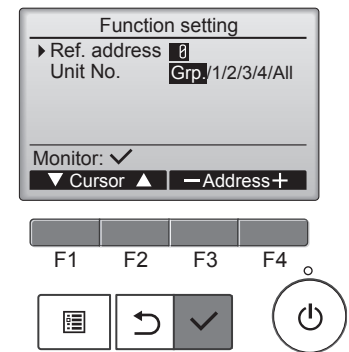 Function setting
Ref. address 0
Unit No. Grp./1/2/3/4/All
Monitor: ✓
▼ Cursor ▲ −Address+
F1 F2 F3 F4